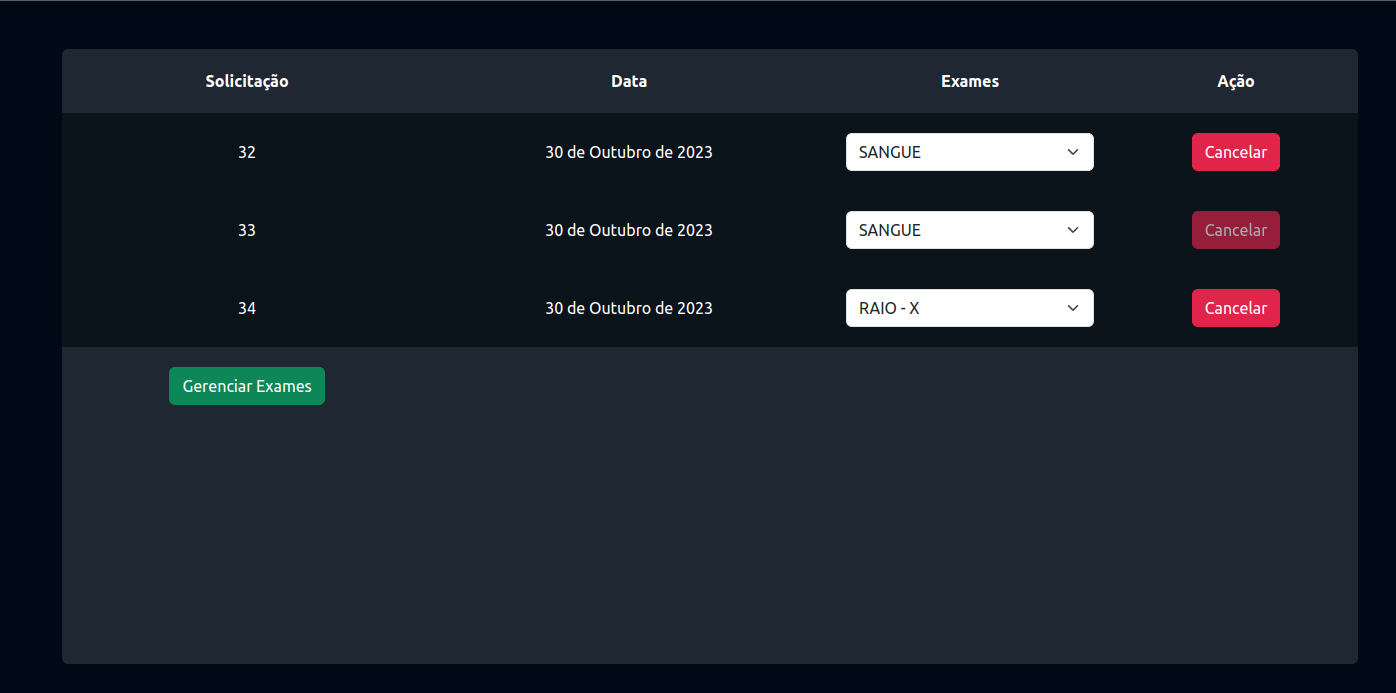 Solicitação Data Exames Ação
32 30 de Outubro de 2023 SANGUE Cancelar
33 30 de Outubro de 2023 SANGUE Cancelar
34 30 de Outubro de 2023 RAIO - X Cancelar
Gerenciar Exames